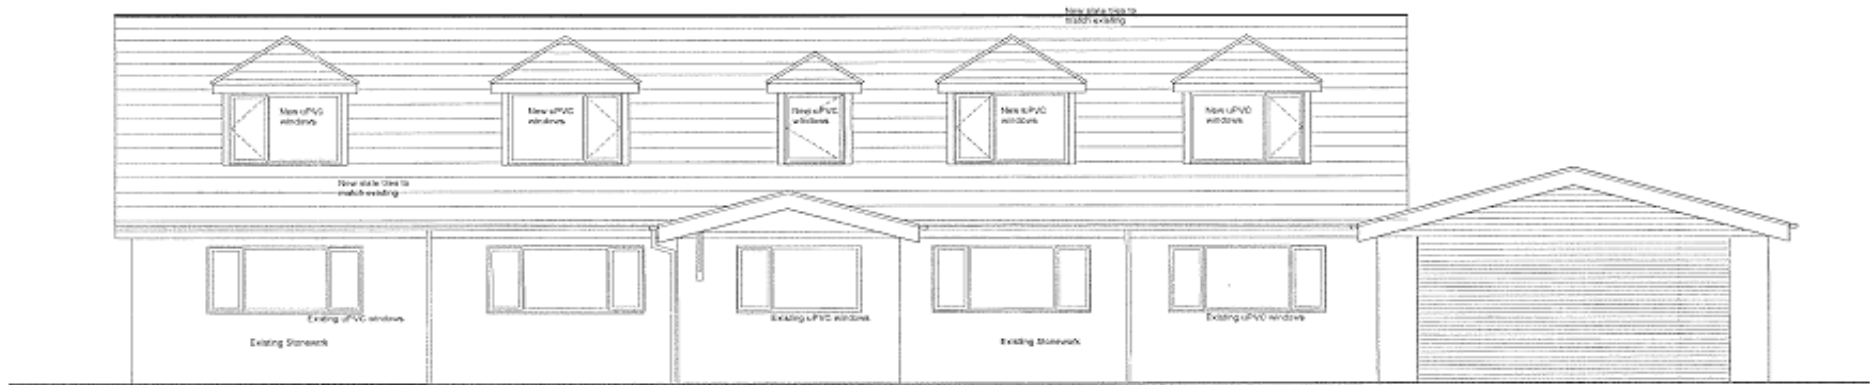 New slate tiles to
match existing
New uPVC
windows
New uPVC
windows
New uPVC
windows
New uPVC
windows
New uPVC
windows
New slate tiles to
match existing
Existing uPVC windows
Existing uPVC windows
Existing uPVC windows
Existing Stonework
Existing Stonework